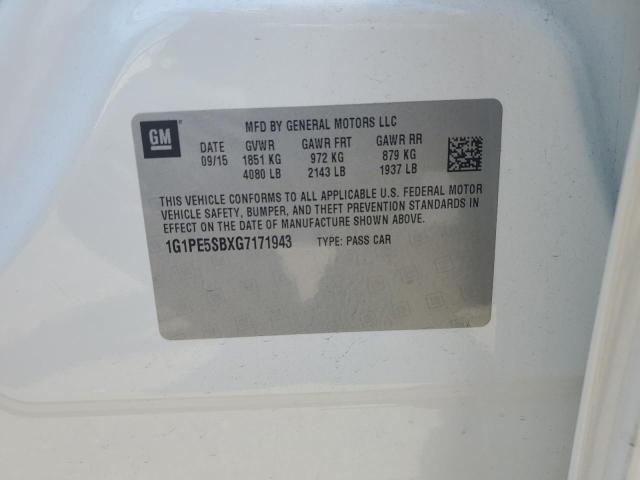 GM
MFD BY GENERAL MOTORS LLC
DATE GVWR GAWR FRT GAWR RR
09/15 1851 KG 972 KG 879 KG
4080 LB 2143 LB 1937 LB
THIS VEHICLE CONFORMS TO ALL APPLICABLE U.S. FEDERAL MOTOR
VEHICLE SAFETY, BUMPER, AND THEFT PREVENTION STANDARDS IN
EFFECT ON THE DATE OF MANUFACTURE SHOWN ABOVE.
1G1PE5SBXG7171943 TYPE: PASS CAR